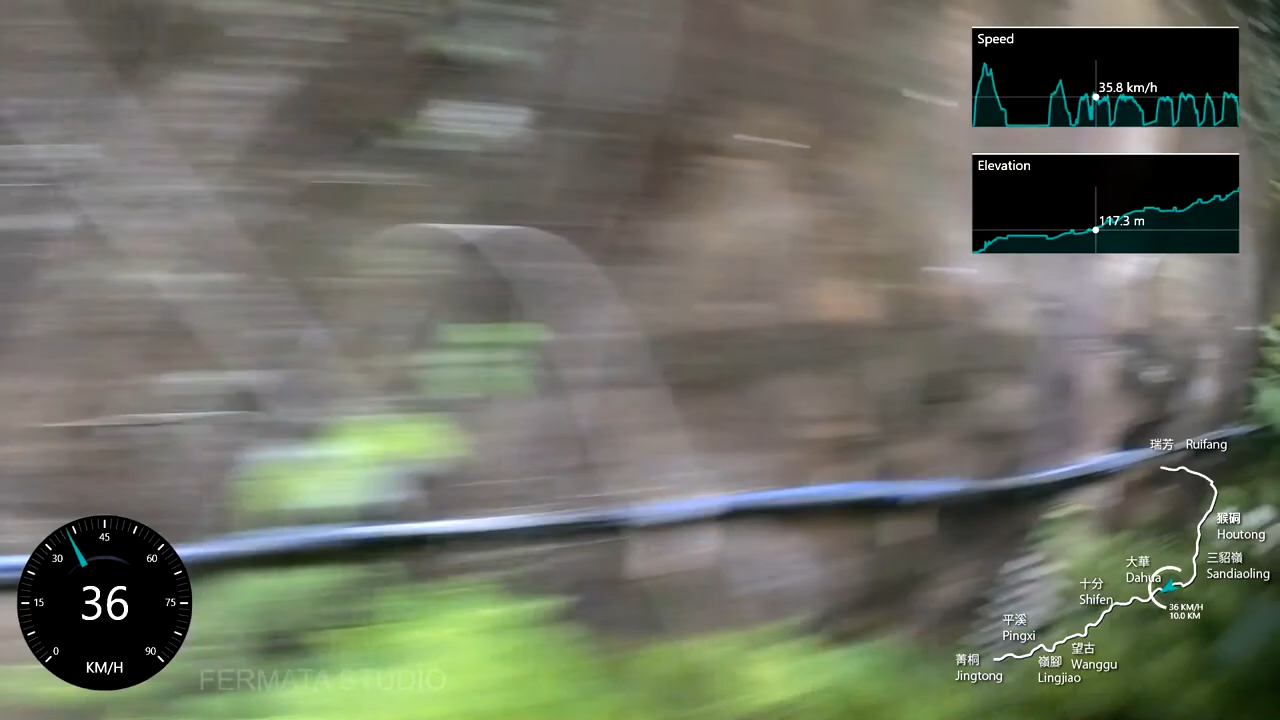 Speed
35.8 km/h
Elevation
117.3 m
瑞芳 Ruifang
猴硐
Houtong
三貂嶺
Sandiaoling
大華
Dahua
十分
Shifen
36 KM/H
10.0 KM
平溪
Pingxi
望古
Wanggu
嶺腳
Lingjiao
菁桐
Jingtong
45
30
60
15
36
75
0
90
KM/H
FERMATA STUDIO